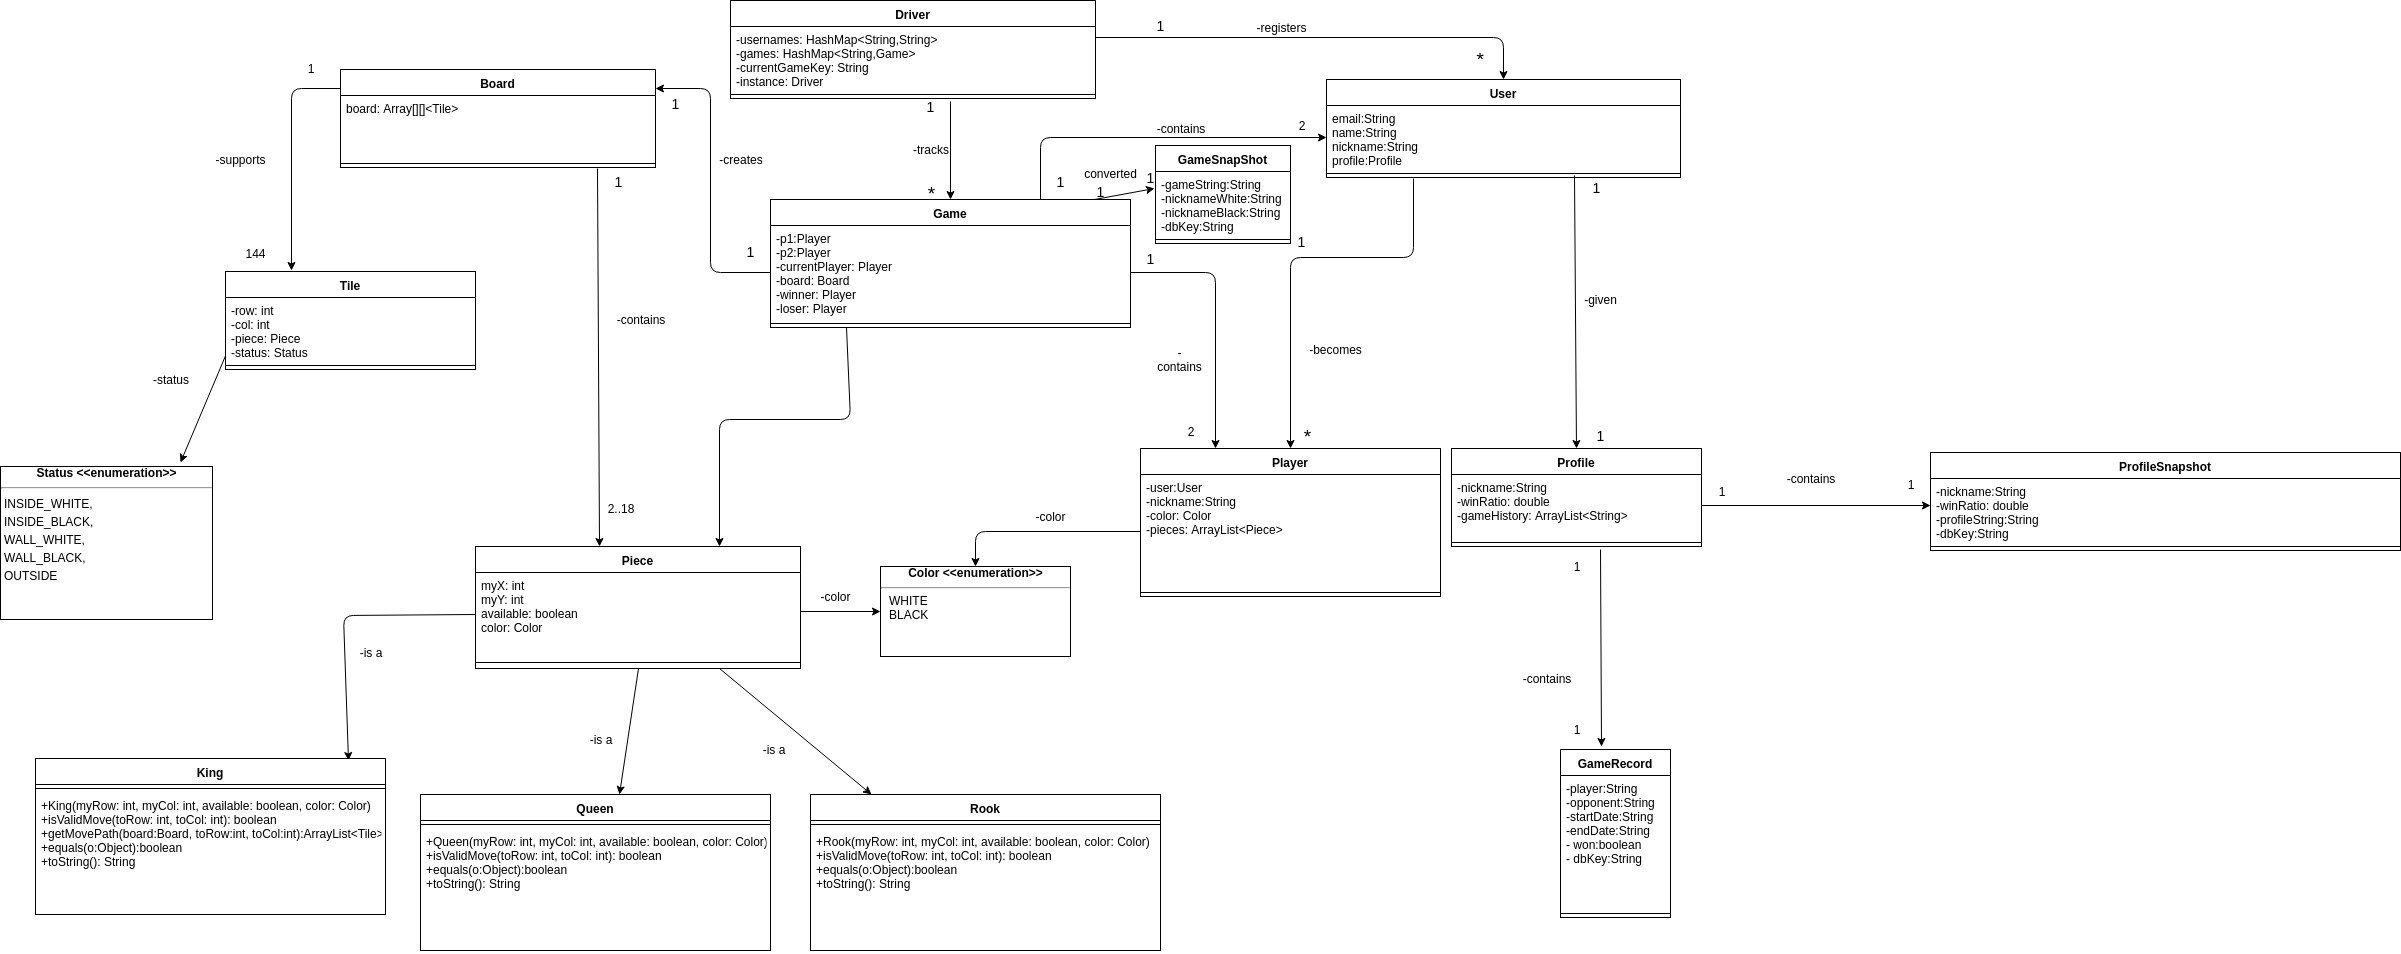 Driver
-usernames: HashMap<String,String>
-games: HashMap<String,Game>
-currentGameKey: String
-instance: Driver
1
-registers
*
1
Board
board: Array[][]<Tile>
1
1
-tracks
*
User
email:String
name:String
nickname:String
profile:Profile
-contains
2
-supports
-creates
1
1
converted
1
1
GameSnapShot
-gameString:String
-nicknameWhite:String
-nicknameBlack:String
-dbKey:String
1
144
1
Game
-p1:Player
-p2:Player
-currentPlayer: Player
-board: Board
-winner: Player
-loser: Player
1
1
Tile
-row: int
-col: int
-piece: Piece
-status: Status
-contains
-given
-
contains
-becomes
-status
2
*
1
Status <<enumeration>>
INSIDE_WHITE,
INSIDE_BLACK,
WALL_WHITE,
WALL_BLACK,
OUTSIDE
2..18
Player
-user:User
-nickname:String
-color: Color
-pieces: ArrayList<Piece>
Profile
-nickname:String
-winRatio: double
-gameHistory: ArrayList<String>
1
-contains
1
ProfileSnapshot
-nickname:String
-winRatio: double
-profileString:String
-dbKey:String
-color
Piece
myX: int
myY: int
available: boolean
color: Color
-color
Color <<enumeration>>
WHITE
BLACK
1
-is a
-is a
-is a
-contains
1
King
+King(myRow: int, myCol: int, available: boolean, color: Color)
+isValidMove(toRow: int, toCol: int): boolean
+getMovePath(board:Board, toRow:int, toCol:int):ArrayList<Tile>
+equals(o:Object):boolean
+toString(): String
Queen
+Queen(myRow: int, myCol: int, available: boolean, color: Color)
+isValidMove(toRow: int, toCol: int): boolean
+equals(o:Object):boolean
+toString(): String
Rook
+Rook(myRow: int, myCol: int, available: boolean, color: Color)
+isValidMove(toRow: int, toCol: int): boolean
+equals(o:Object):boolean
+toString(): String
GameRecord
-player:String
-opponent:String
-startDate:String
-endDate:String
- won:boolean
- dbKey:String